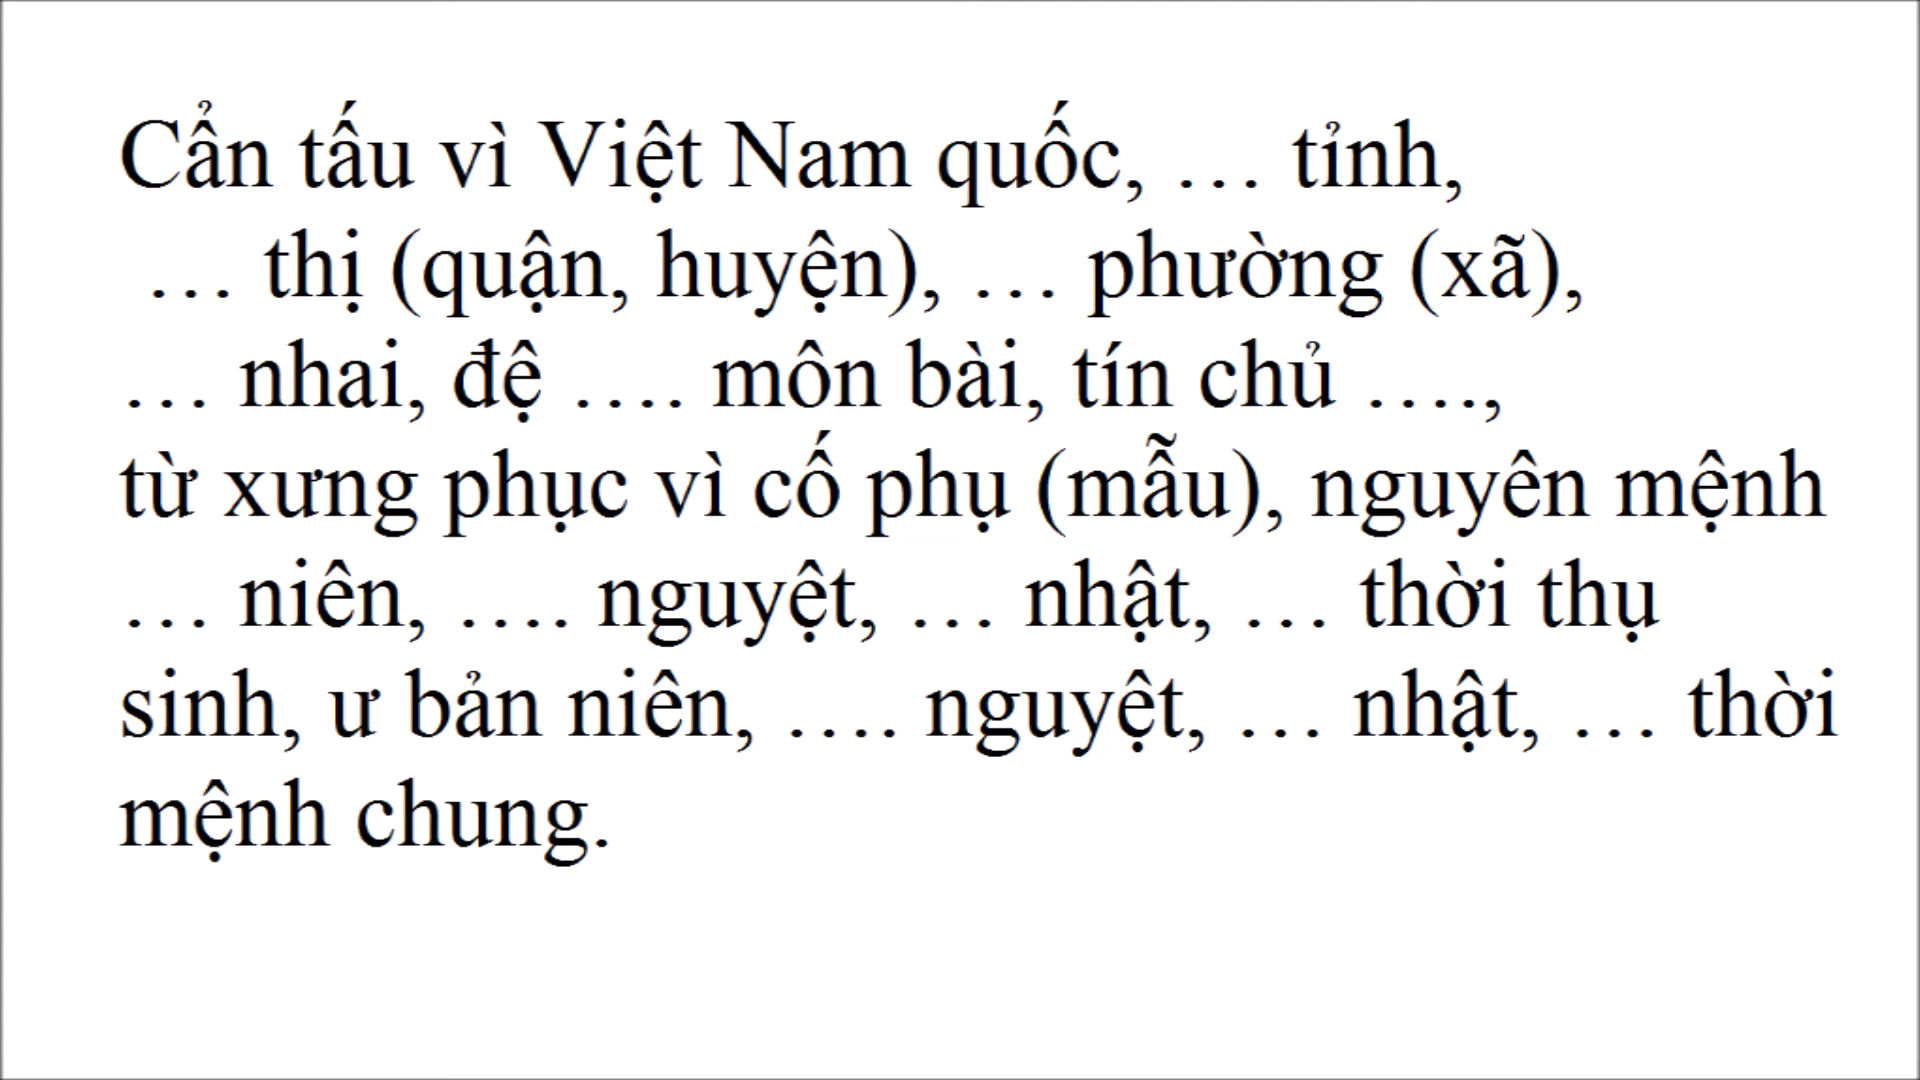 Cẩn tấu vì Việt Nam quốc, … tỉnh,
… thị (quận, huyện), … phường (xã),
… nhai, đệ …. môn bài, tín chủ ….,
từ xưng phục vì cố phụ (mẫu), nguyên mệnh
… niên, …. nguyệt, … nhật, … thời thụ
sinh, ư bản niên, …. nguyệt, … nhật, … thời
mệnh chung.